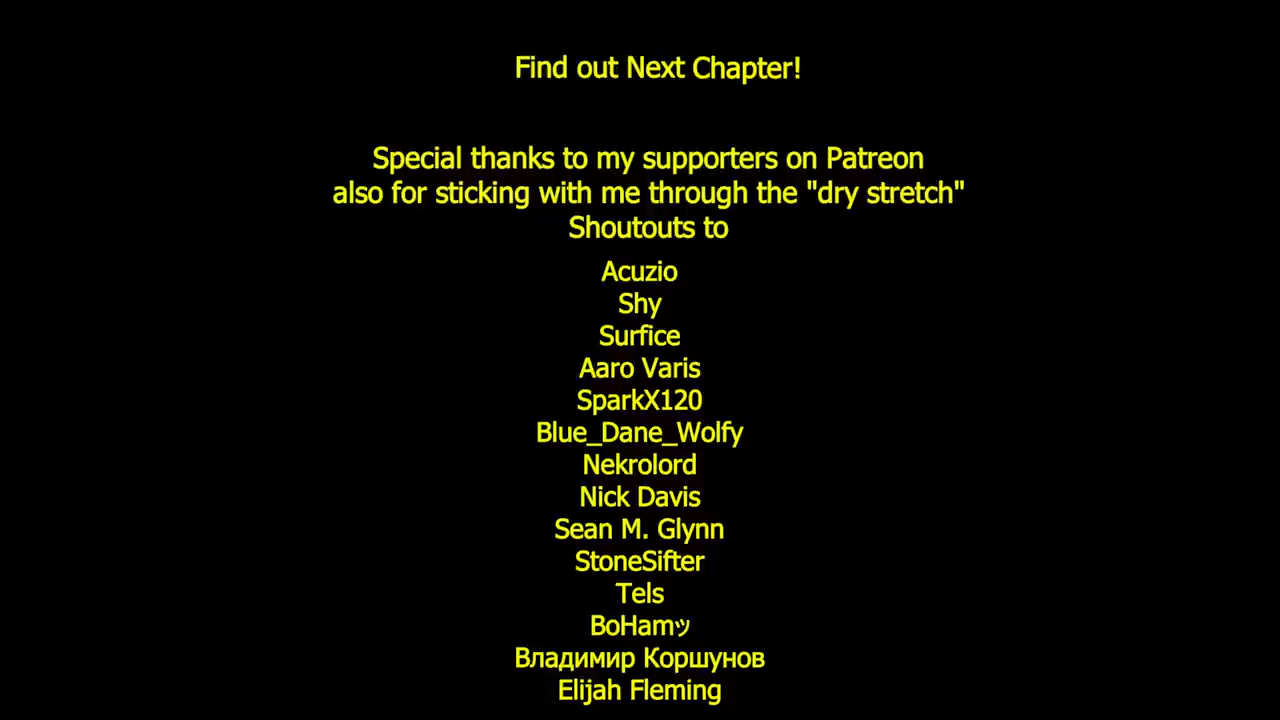 Find out Next Chapter!
Special thanks to my supporters on Patreon
also for sticking with me through the "dry stretch"
Shoutouts to
Acuzio
Shy
Surfice
Aaro Varis
SparkX120
Blue_Dane_Wolfy
Nekrolord
Nick Davis
Sean M. Glynn
StoneSifter
Tels
BoHamッ
Владимир Коршунов
Elijah Fleming